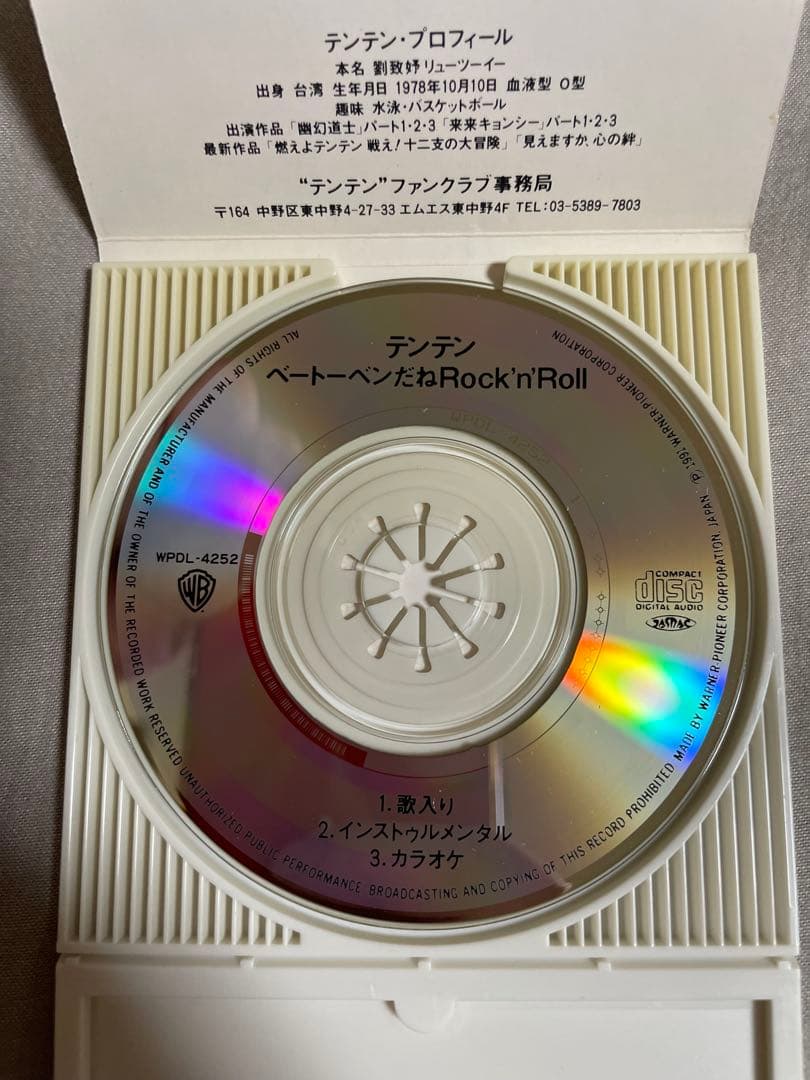 テンテン・プロフィール
本名 劉致妤 リューツーイー
出身 台湾 生年月日 1978年10月10日 血液型 O型
趣味 水泳・バスケットボール
出演作品「幽幻道士」パート1・2・3「来来キョンシー」パート1・2・3
最新作品「燃えよテンテン 戦え!十二支の大冒険」「見えますか、心の絆」
“テンテン”ファンクラブ事務局
〒164 中野区東中野4-27-33 エムエス東中野4F TEL:03-5389-7803
テンテン
ベートーベンだねRock'n'Roll
WPDL-4252
WPDL-4252
WB
COMPACT
disc
DIGITAL AUDIO
JASRAC
1. 歌入り
2. インストゥルメンタル
3. カラオケ
ALL RIGHTS OF THE MANUFACTURER AND OF THE OWNER OF THE RECORDED WORK RESERVED UNAUTHORIZED PUBLIC PERFORMANCE BROADCASTING AND COPYING OF THIS RECORD PROHIBITED MADE BY WARNER-PIONEER CORPORATION, JAPAN. Ⓟ 1991 WARNER-PIONEER CORPORATION